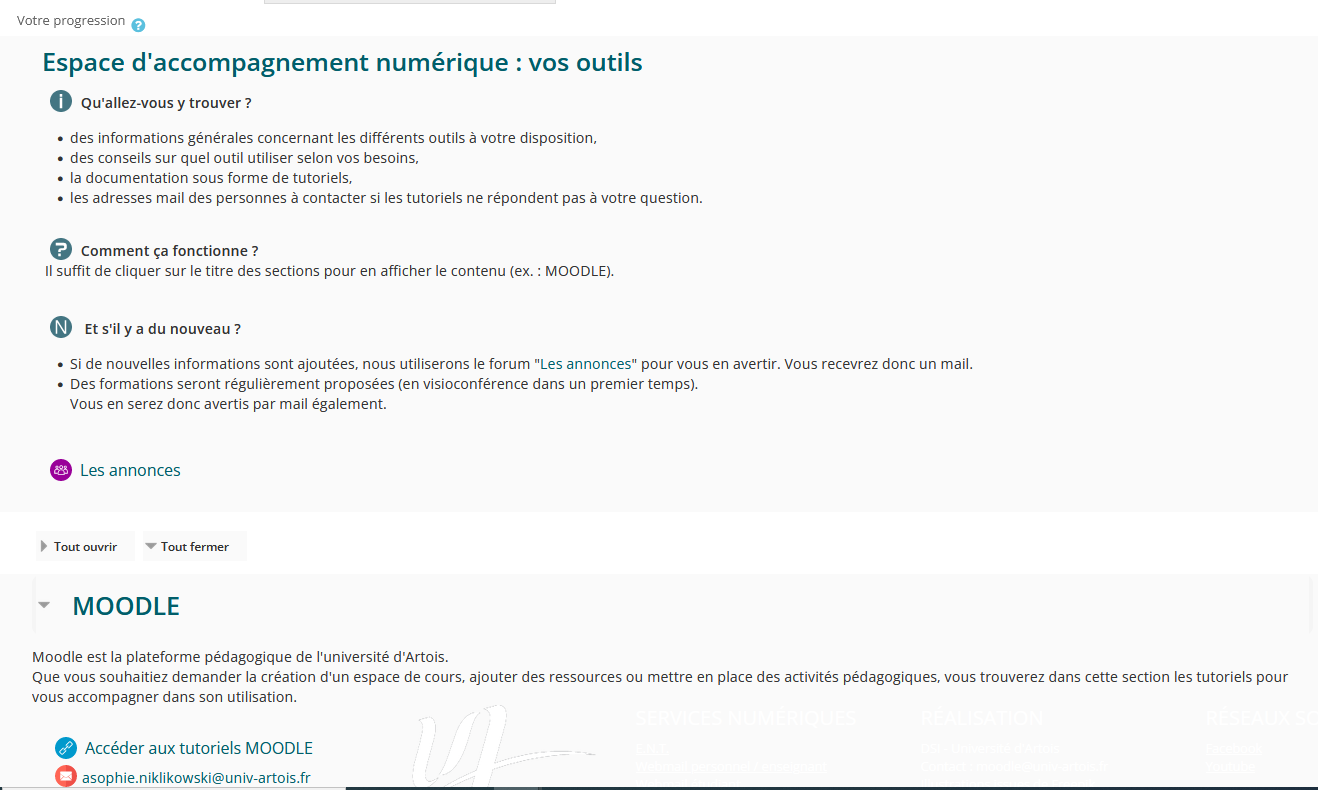 Votre progression
Espace d'accompagnement numérique : vos outils
Qu'allez-vous y trouver ?
des informations générales concernant les différents outils à votre disposition,
des conseils sur quel outil utiliser selon vos besoins,
la documentation sous forme de tutoriels,
les adresses mail des personnes à contacter si les tutoriels ne répondent pas à votre question.
Comment ça fonctionne ?
Il suffit de cliquer sur le titre des sections pour en afficher le contenu (ex. : MOODLE).
Et s'il y a du nouveau ?
Si de nouvelles informations sont ajoutées, nous utiliserons le forum "Les annonces" pour vous en avertir. Vous recevrez donc un mail.
Des formations seront régulièrement proposées (en visioconférence dans un premier temps).
Vous en serez donc avertis par mail également.
Les annonces
Tout ouvrir
Tout fermer
MOODLE
Moodle est la plateforme pédagogique de l'université d'Artois.
Que vous souhaitiez demander la création d'un espace de cours, ajouter des ressources ou mettre en place des activités pédagogiques, vous trouverez dans cette section les tutoriels pour
vous accompagner dans son utilisation.
SERVICES NUMÉRIQUES
RÉALISATION
RÉSEAUX SO
Accéder aux tutoriels MOODLE
DSI - Université d'Artois
Facebook
asophie.niklikowski@univ-artois.fr